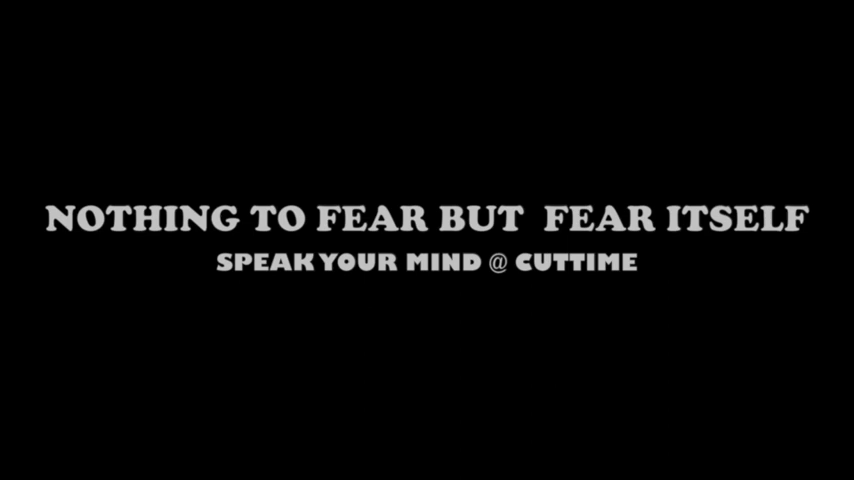 NOTHING TO FEAR BUT FEAR ITSELF
SPEAK YOUR MIND @ CUTTIME